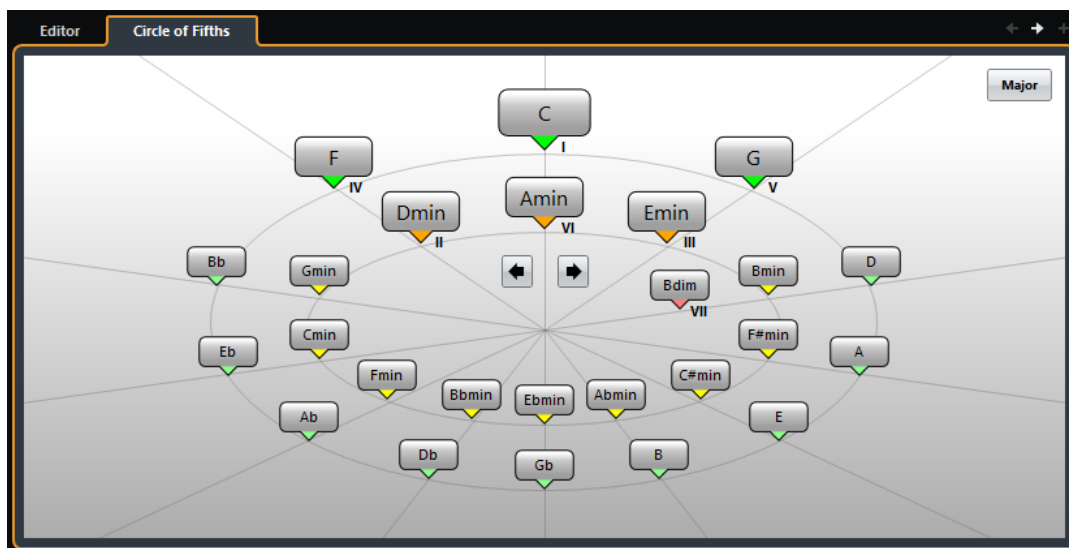 Editor
Circle of Fifths
Major
C
I
F
IV
G
V
Dmin
II
Amin
VI
Emin
III
Bb
Gmin
Bdim
VII
Bmin
D
Eb
Cmin
F#min
A
Fmin
C#min
Ab
Bbmin
Ebmin
Abmin
E
Db
Gb
B